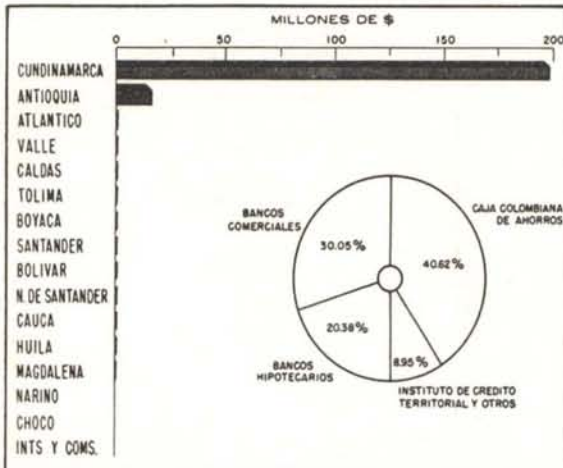 MILLONES DE $
0 50 100 150 200
CUNDINAMARCA
ANTIOQUIA
ATLANTICO
VALLE
CALDAS
TOLIMA
BOYACA
SANTANDER
BOLIVAR
N. DE SANTANDER
CAUCA
HUILA
MAGDALENA
NARINO
CHOCO
INTS Y COMS.
BANCOS
COMERCIALES
30.05%
CAJA COLOMBIANA
DE AHORROS
40.62%
20.38%
BANCOS
HIPOTECARIOS
8.95%
INSTITUTO DE CREDITO
TERRITORIAL Y OTROS